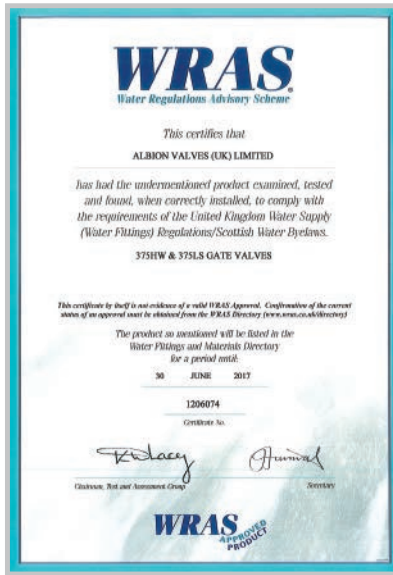 WRAS
Water Regulations Advisory Scheme
This certifies that
ALBION VALVES (UK) LIMITED
has had the undermentioned product examined, tested
and found, when correctly installed, to comply with
the requirements of the United Kingdom Water Supply
(Water Fittings) Regulations/Scottish Water Byelaws.
375HW & 375LS GATE VALVES
This certificate by itself is not evidence of a valid WRAS Approval. Confirmation of the current
status of an approval must be obtained from the WRAS Directory (www.wras.co.uk/directory)
The product so mentioned will be listed in the
Water Fittings and Materials Directory
for a period until:
30 JUNE 2017
1206074
Certificate No.
Chairman, Test and Assessment Group
Secretary
WRAS APPROVED PRODUCT